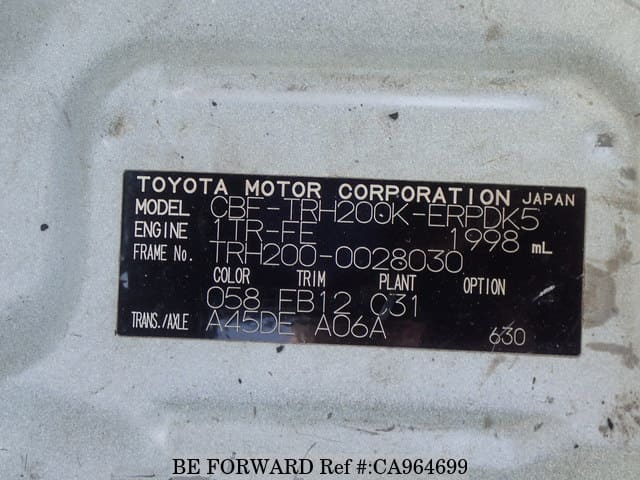 TOYOTA MOTOR CORPORATION JAPAN
MODEL CBF-TRH200K-ERPDK5
ENGINE 1TR-FE 1998 mL
FRAME No. TRH200-0028030
COLOR TRIM PLANT OPTION
058 FB12 C31
TRANS./AXLE A45DE A06A 630
BE FORWARD Ref #:CA964699